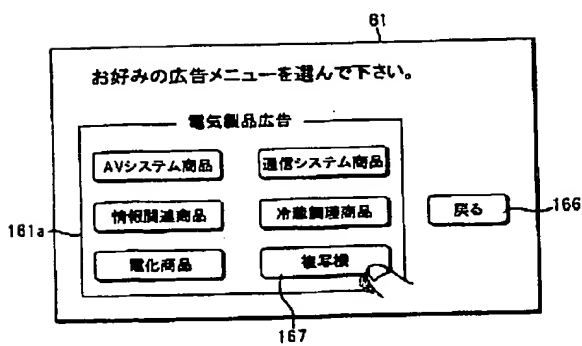 61
お好みの広告メニューを選んで下さい。
電気製品広告
AVシステム商品
通信システム商品
情報関連商品
冷蔵調理商品
戻る
166
161a
電化商品
複写機
167